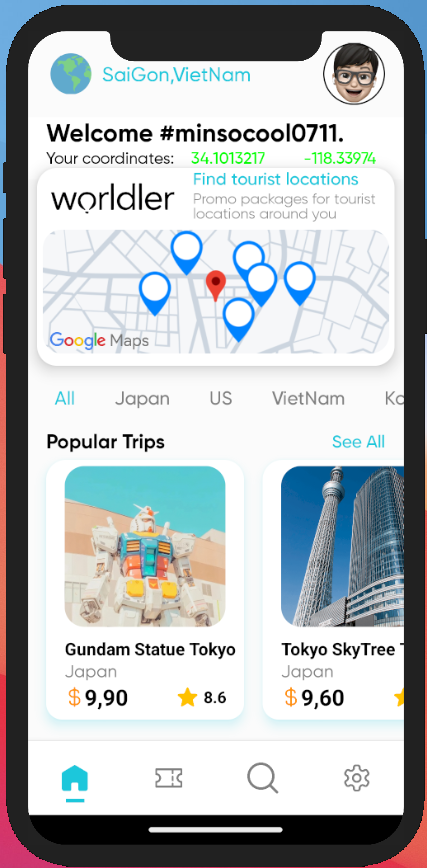 SaiGon,VietNam
Welcome #minsocool0711.
Your coordinates: 34.1013217 -118.33974
worldler
Find tourist locations
Promo packages for tourist
locations around you
Google Maps
All Japan US VietNam Ko
Popular Trips See All
Gundam Statue Tokyo
Japan
$ 9,90 8.6
Tokyo SkyTree T
Japan
$ 9,60